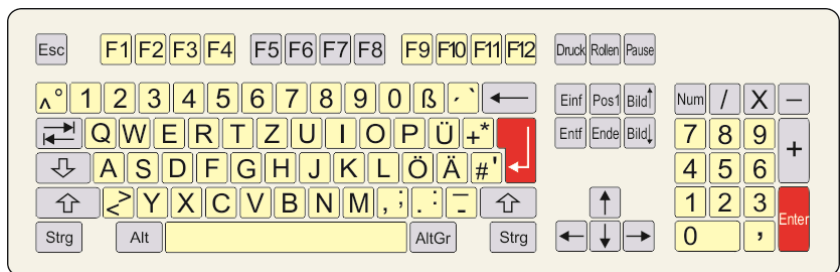 Esc F1 F2 F3 F4 F5 F6 F7 F8 F9 F10 F11 F12 Druck Rollen Pause
^ ° 1 2 3 4 5 6 7 8 9 0 ß ´ ` ← Einf Pos1 Bild↑ Num / X −
Q W E R T Z U I O P Ü + * Entf Ende Bild↓ 7 8 9 +
A S D F G H J K L Ö Ä # ' 4 5 6
< > Y X C V B N M , ; . : - _ ↑ 1 2 3 Enter
Strg Alt AltGr Strg ← ↓ → 0 ,